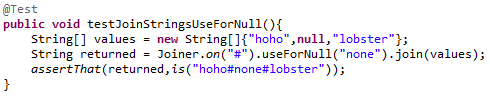 @Test
public void testJoinStringsUseForNull(){
    String[] values = new String[]{"hoho",null,"lobster"};
    String returned = Joiner.on("#").useForNull("none").join(values);
    assertThat(returned,is("hoho#none#lobster"));
}